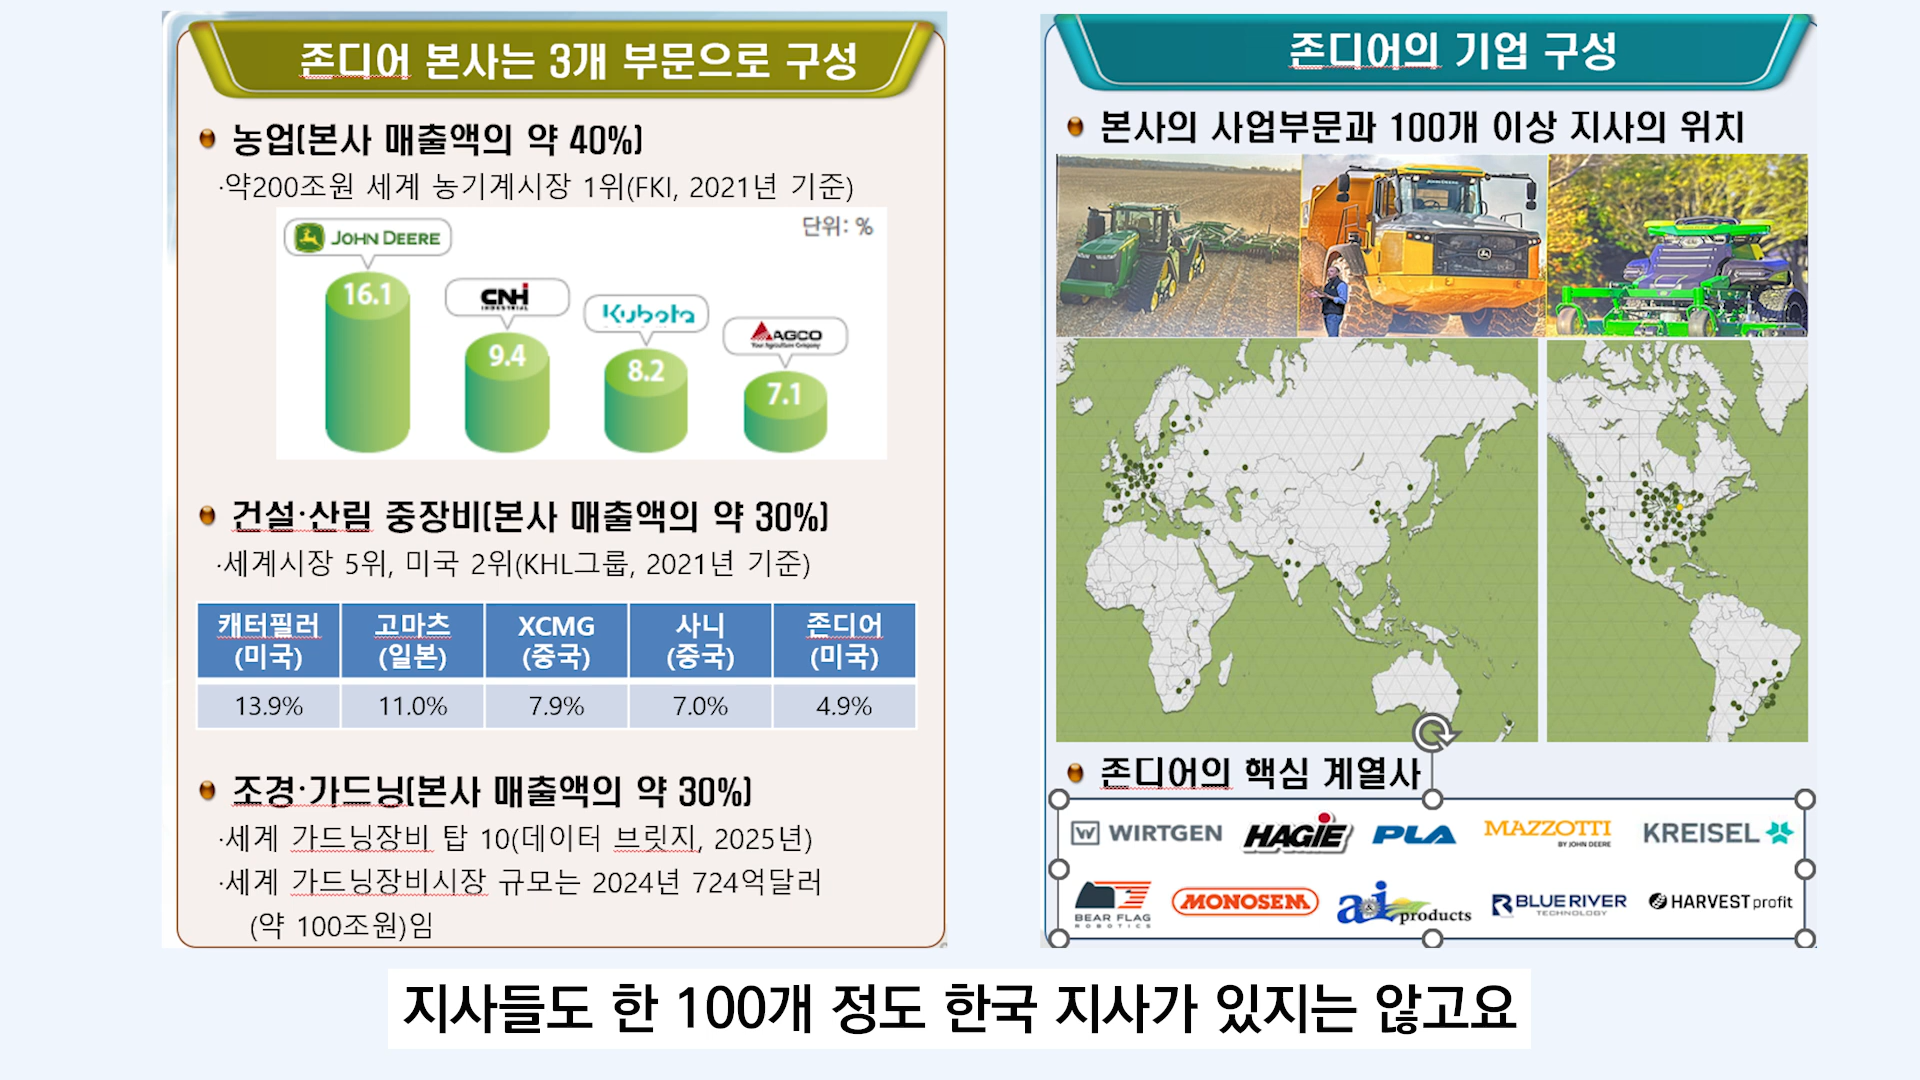 존디어 본사는 3개 부문으로 구성
농업(본사 매출액의 약 40%)
·약200조원 세계 농기계시장 1위(FKI, 2021년 기준)
단위: %
JOHN DEERE
16.1
CNH
INDUSTRIAL
9.4
Kubota
8.2
AGCO
Your Agriculture Company
7.1
건설·산림 중장비(본사 매출액의 약 30%)
·세계시장 5위, 미국 2위(KHL그룹, 2021년 기준)
캐터필러 고마츠 XCMG 사니 존디어
(미국) (일본) (중국) (중국) (미국)
13.9% 11.0% 7.9% 7.0% 4.9%
조경·가드닝(본사 매출액의 약 30%)
·세계 가드닝장비 탑 10(데이터 브릿지, 2025년)
·세계 가드닝장비시장 규모는 2024년 724억달러
(약 100조원)임
존디어의 기업 구성
본사의 사업부문과 100개 이상 지사의 위치
존디어의 핵심 계열사
W WIRTGEN HAGIE PLA MAZZOTTI KREISEL
BY JOHN DEERE
BEAR FLAG
ROBOTICS
MONOSEM
ai products
BLUE RIVER
TECHNOLOGY
HARVEST profit
지사들도 한 100개 정도 한국 지사가 있지는 않고요